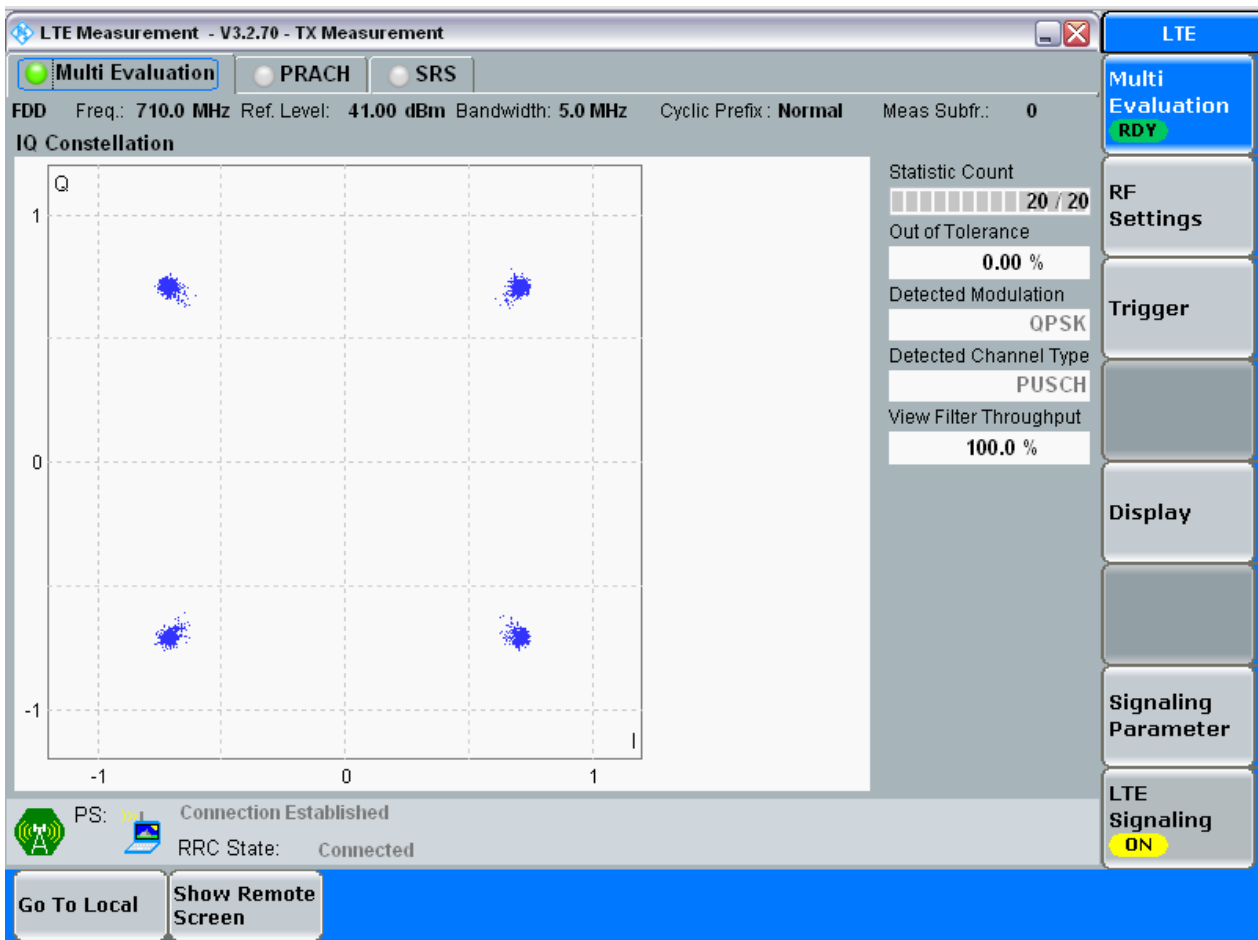 LTE Measurement - V3.2.70 - TX Measurement
LTE
Multi Evaluation PRACH SRS
FDD Freq.: 710.0 MHz Ref. Level: 41.00 dBm Bandwidth: 5.0 MHz Cyclic Prefix : Normal Meas Subfr.: 0
IQ Constellation
Q
1
0
-1
I
-1 0 1
Statistic Count
20 / 20
Out of Tolerance
0.00 %
Detected Modulation
QPSK
Detected Channel Type
PUSCH
View Filter Throughput
100.0 %
Multi
Evaluation
RDY
RF
Settings
Trigger
Display
Signaling
Parameter
LTE
Signaling
ON
PS: Connection Established
RRC State: Connected
Go To Local
Show Remote
Screen